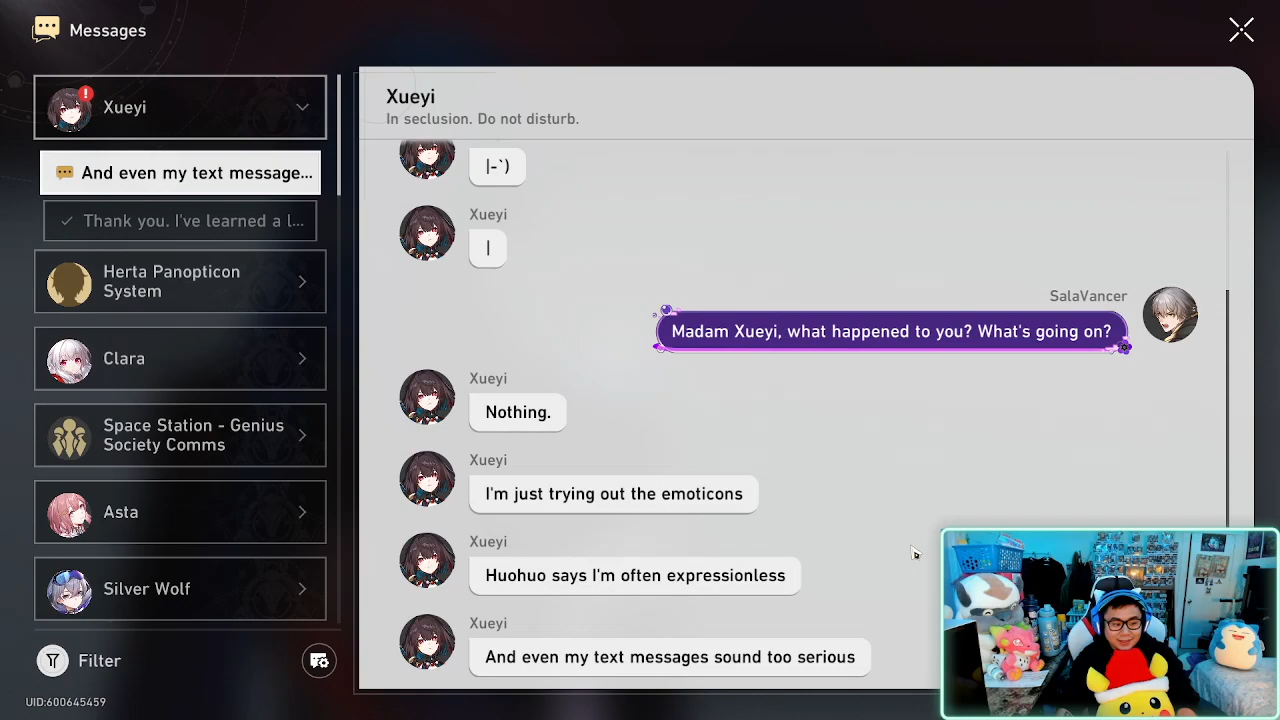 Messages
Xueyi
And even my text message...
Thank you. I've learned a l...
Herta Panopticon
System
Clara
Space Station - Genius
Society Comms
Asta
Silver Wolf
Filter
UID:600645459
Xueyi
In seclusion. Do not disturb.
|-`)
Xueyi
|
SalaVancer
Madam Xueyi, what happened to you? What's going on?
Xueyi
Nothing.
Xueyi
I'm just trying out the emoticons
Xueyi
Huohuo says I'm often expressionless
Xueyi
And even my text messages sound too serious